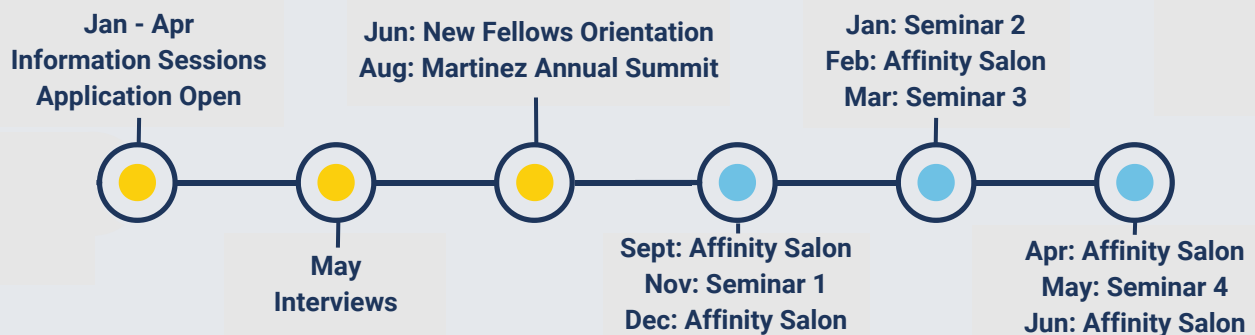 Jan - Apr
Information Sessions
Application Open
May
Interviews
Jun: New Fellows Orientation
Aug: Martinez Annual Summit
Sept: Affinity Salon
Nov: Seminar 1
Dec: Affinity Salon
Jan: Seminar 2
Feb: Affinity Salon
Mar: Seminar 3
Apr: Affinity Salon
May: Seminar 4
Jun: Affinity Salon